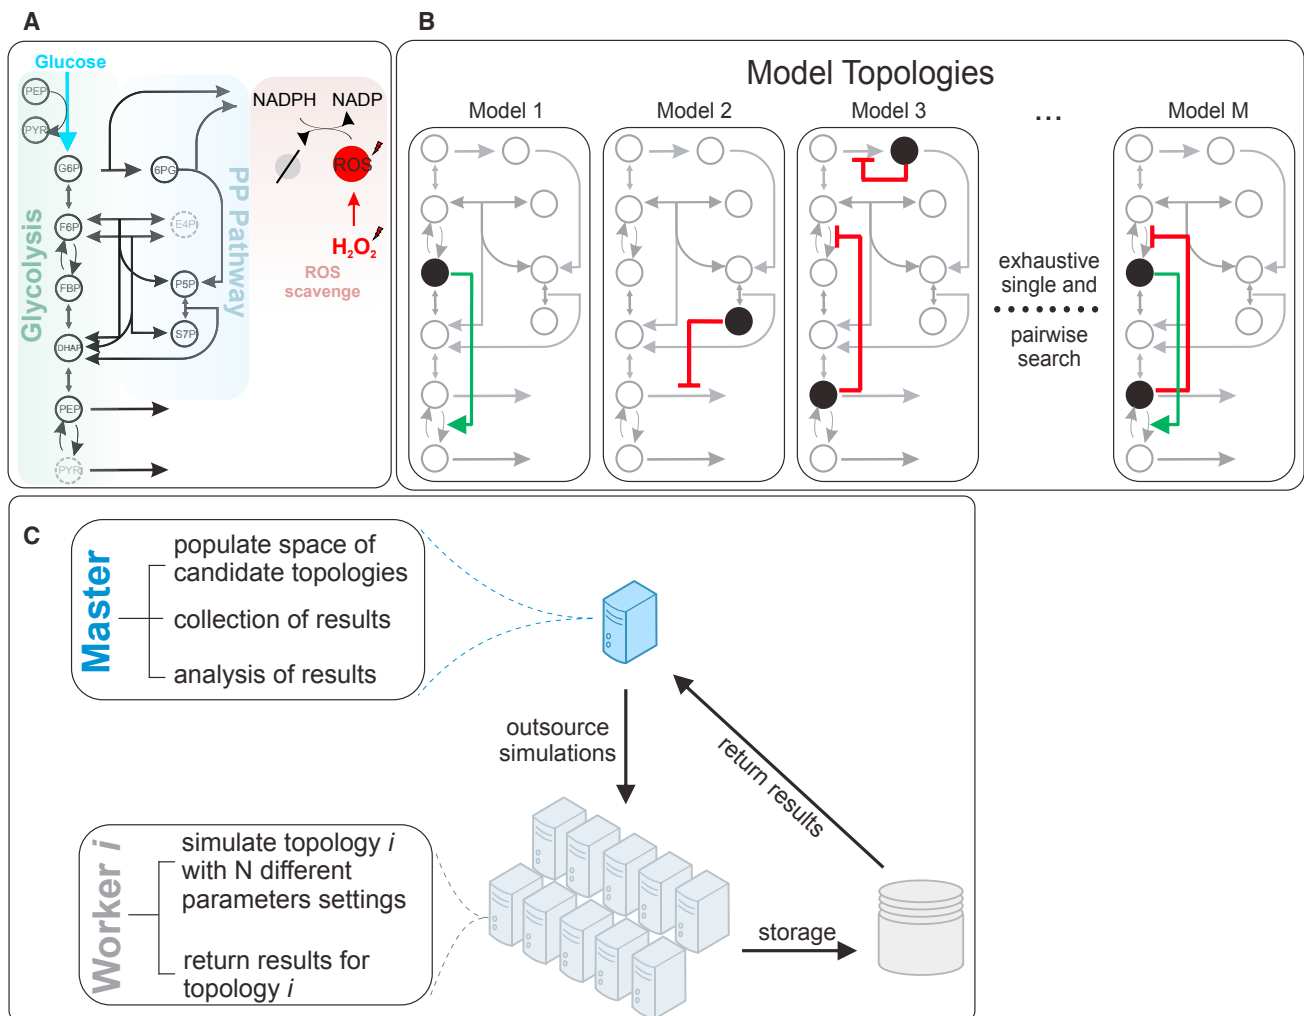 A
Glucose
PEP
PYR
G6P
6PG
F6P
E4P
FBP
P5P
S7P
DHAP
PEP
PYR
Glycolysis
PP Pathway
NADPH
NADP
ROS
H₂O₂
ROS
scavenge
B
Model Topologies
Model 1
Model 2
Model 3
...
Model M
exhaustive
single and
pairwise
search
C
Master
populate space of
candidate topologies
collection of results
analysis of results
outsource
simulations
return results
Worker i
simulate topology i
with N different
parameters settings
return results for
topology i
storage